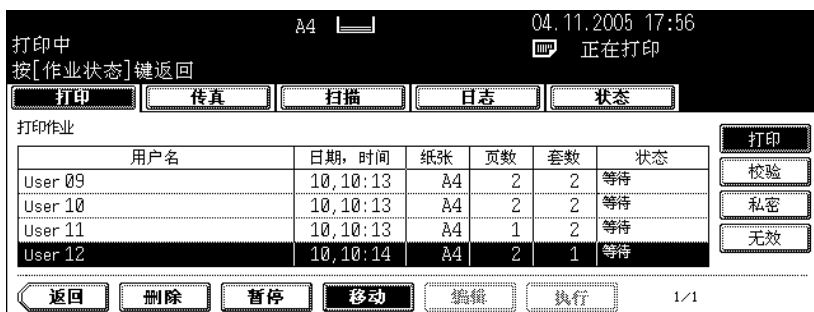 A4 04.11.2005 17:56
打印中 正在打印
按[作业状态]键返回
打印 传真 扫描 日志 状态
打印作业
打印
用户名 日期，时间 纸张 页数 套数 状态
校验
User 09 10,10:13 A4 2 2 等待
User 10 10,10:13 A4 2 2 等待
私密
User 11 10,10:13 A4 1 2 等待
无效
User 12 10,10:14 A4 2 1 等待
返回 删除 暂停 移动 编辑 执行 1/1